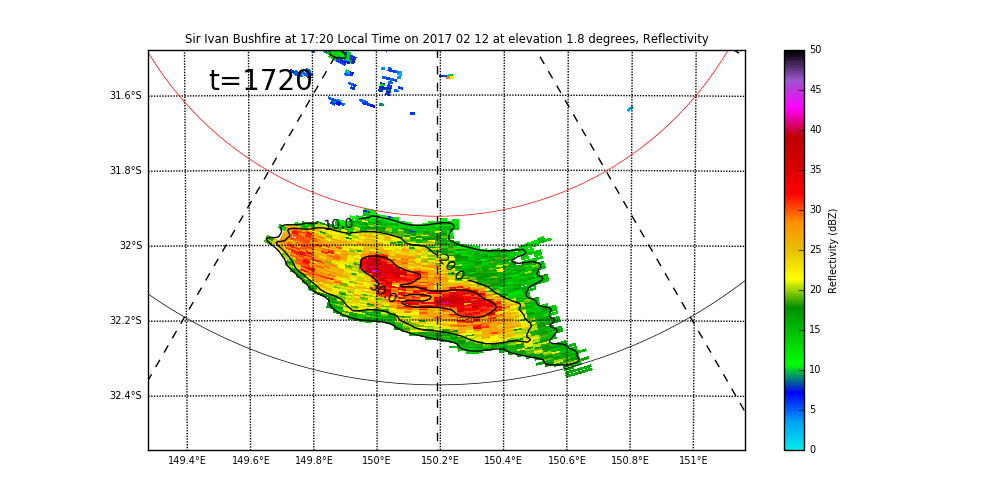 Sir Ivan Bushfire at 17:20 Local Time on 2017 02 12 at elevation 1.8 degrees, Reflectivity
t=1720
31.6°S
31.8°S
32°S
32.2°S
32.4°S
10.0
20.0
30.0
149.4°E 149.6°E 149.8°E 150°E 150.2°E 150.4°E 150.6°E 150.8°E 151°E
50
45
40
35
30
25
20
15
10
5
0
Reflectivity (dBZ)